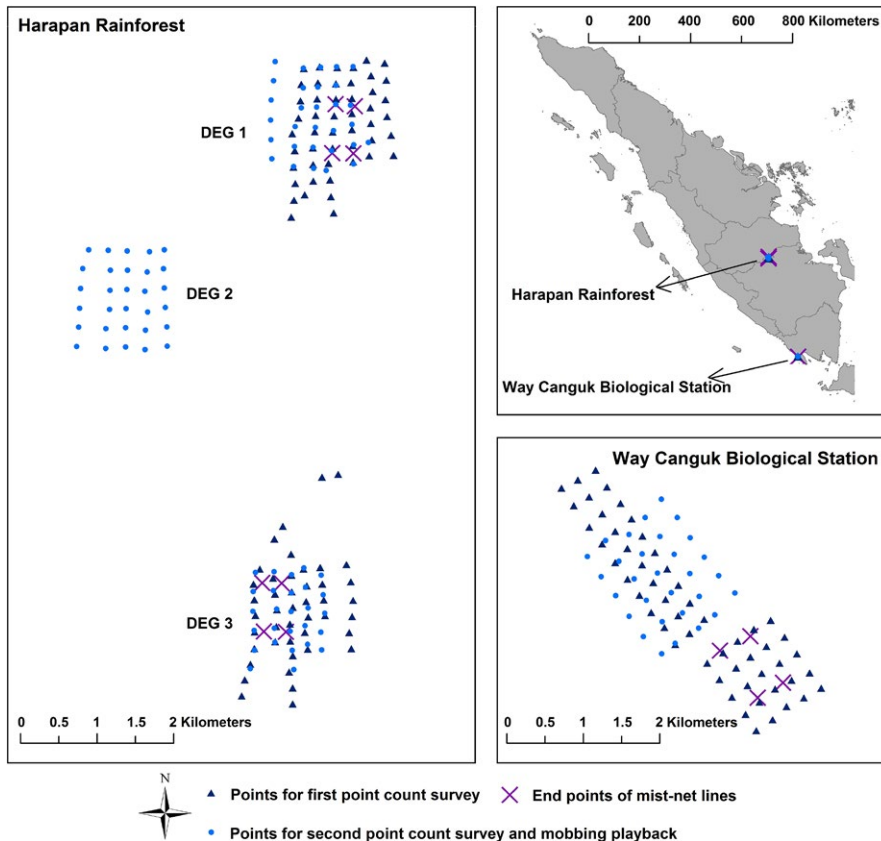 Harapan Rainforest
DEG 1
DEG 2
DEG 3
0 0.5 1 1.5 2 Kilometers
0 200 400 600 800 Kilometers
Harapan Rainforest
Way Canguk Biological Station
Way Canguk Biological Station
0 0.5 1 1.5 2 Kilometers
N
Points for first point count survey
End points of mist-net lines
Points for second point count survey and mobbing playback